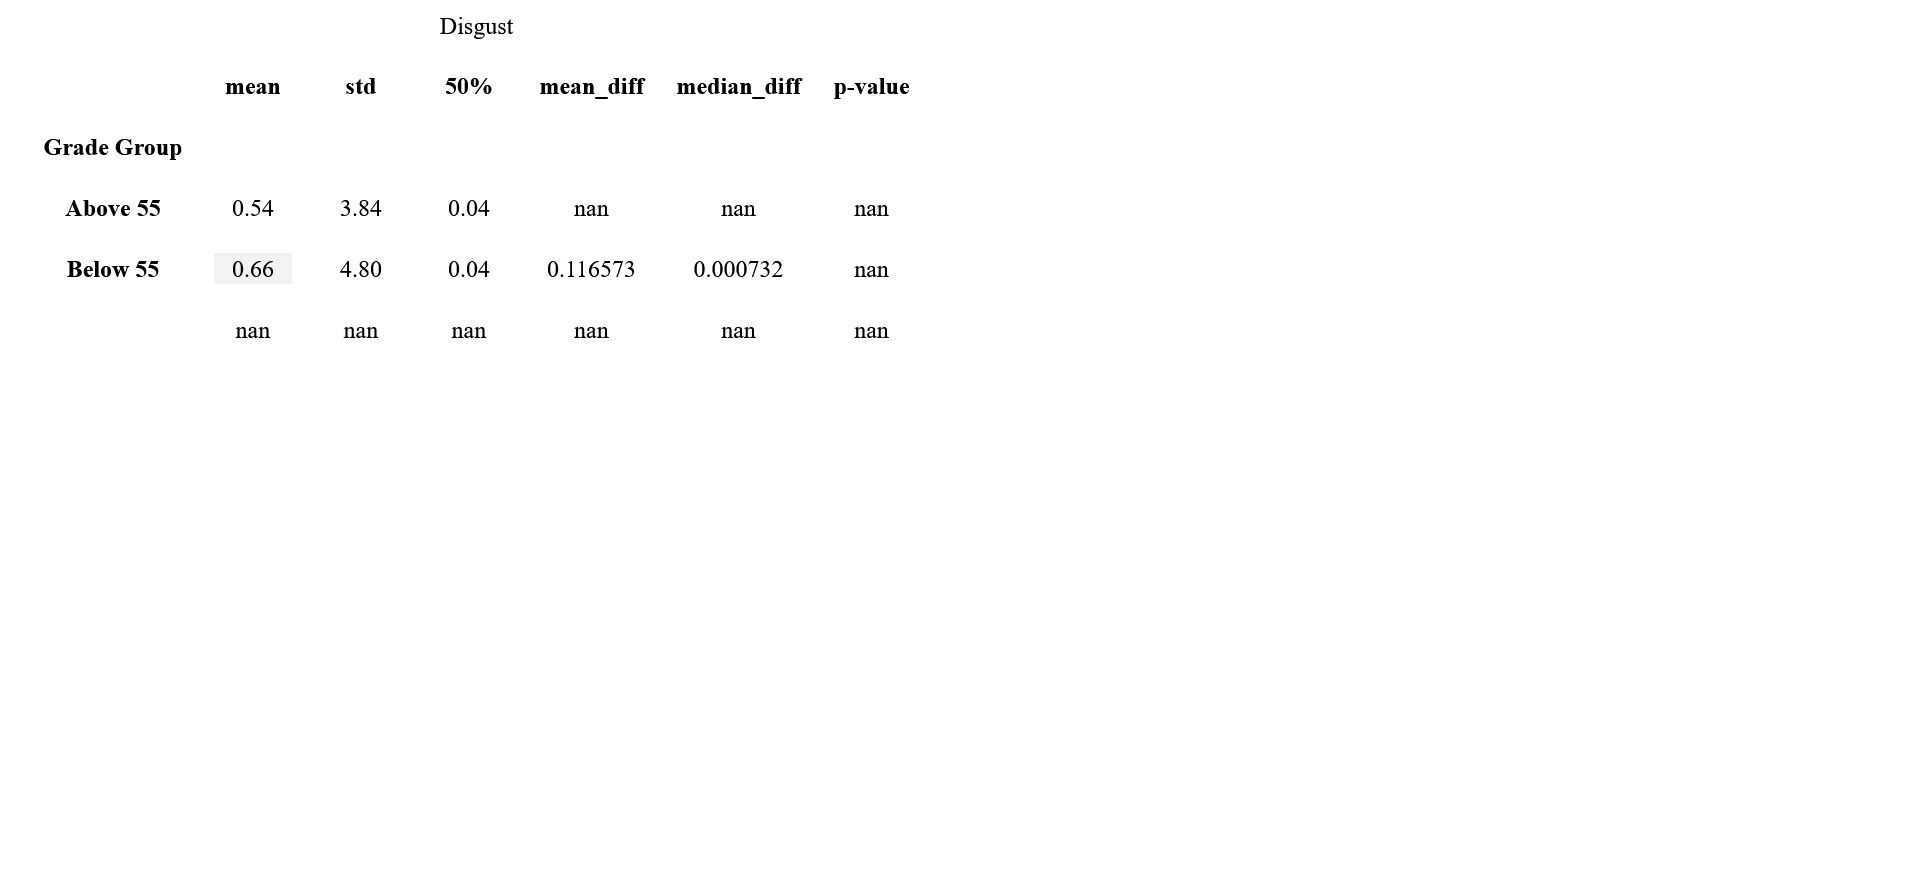 Disgust
mean std 50% mean_diff median_diff p-value
Grade Group
Above 55 0.54 3.84 0.04 nan nan nan
Below 55 0.66 4.80 0.04 0.116573 0.000732 nan
nan nan nan nan nan nan